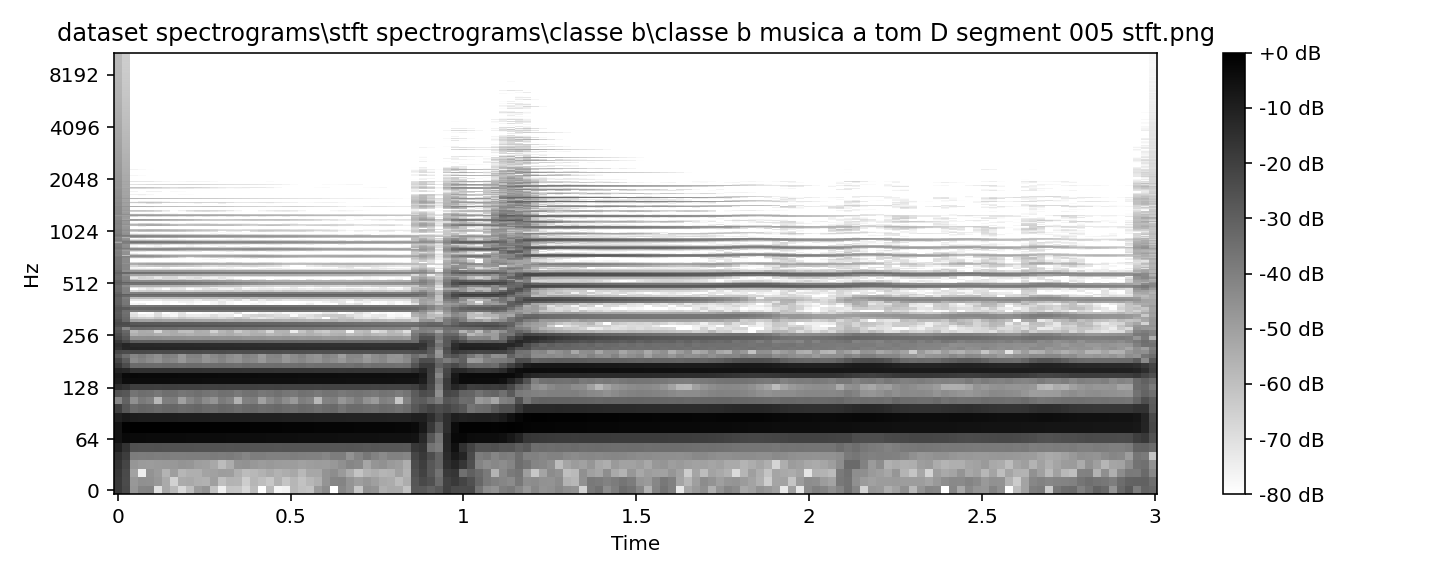 dataset spectrograms\stft spectrograms\classe b\classe b musica a tom D segment 005 stft.png
8192
4096
2048
1024
512
256
128
64
0
Hz
0
0.5
1
1.5
2
2.5
3
Time
+0 dB
-10 dB
-20 dB
-30 dB
-40 dB
-50 dB
-60 dB
-70 dB
-80 dB